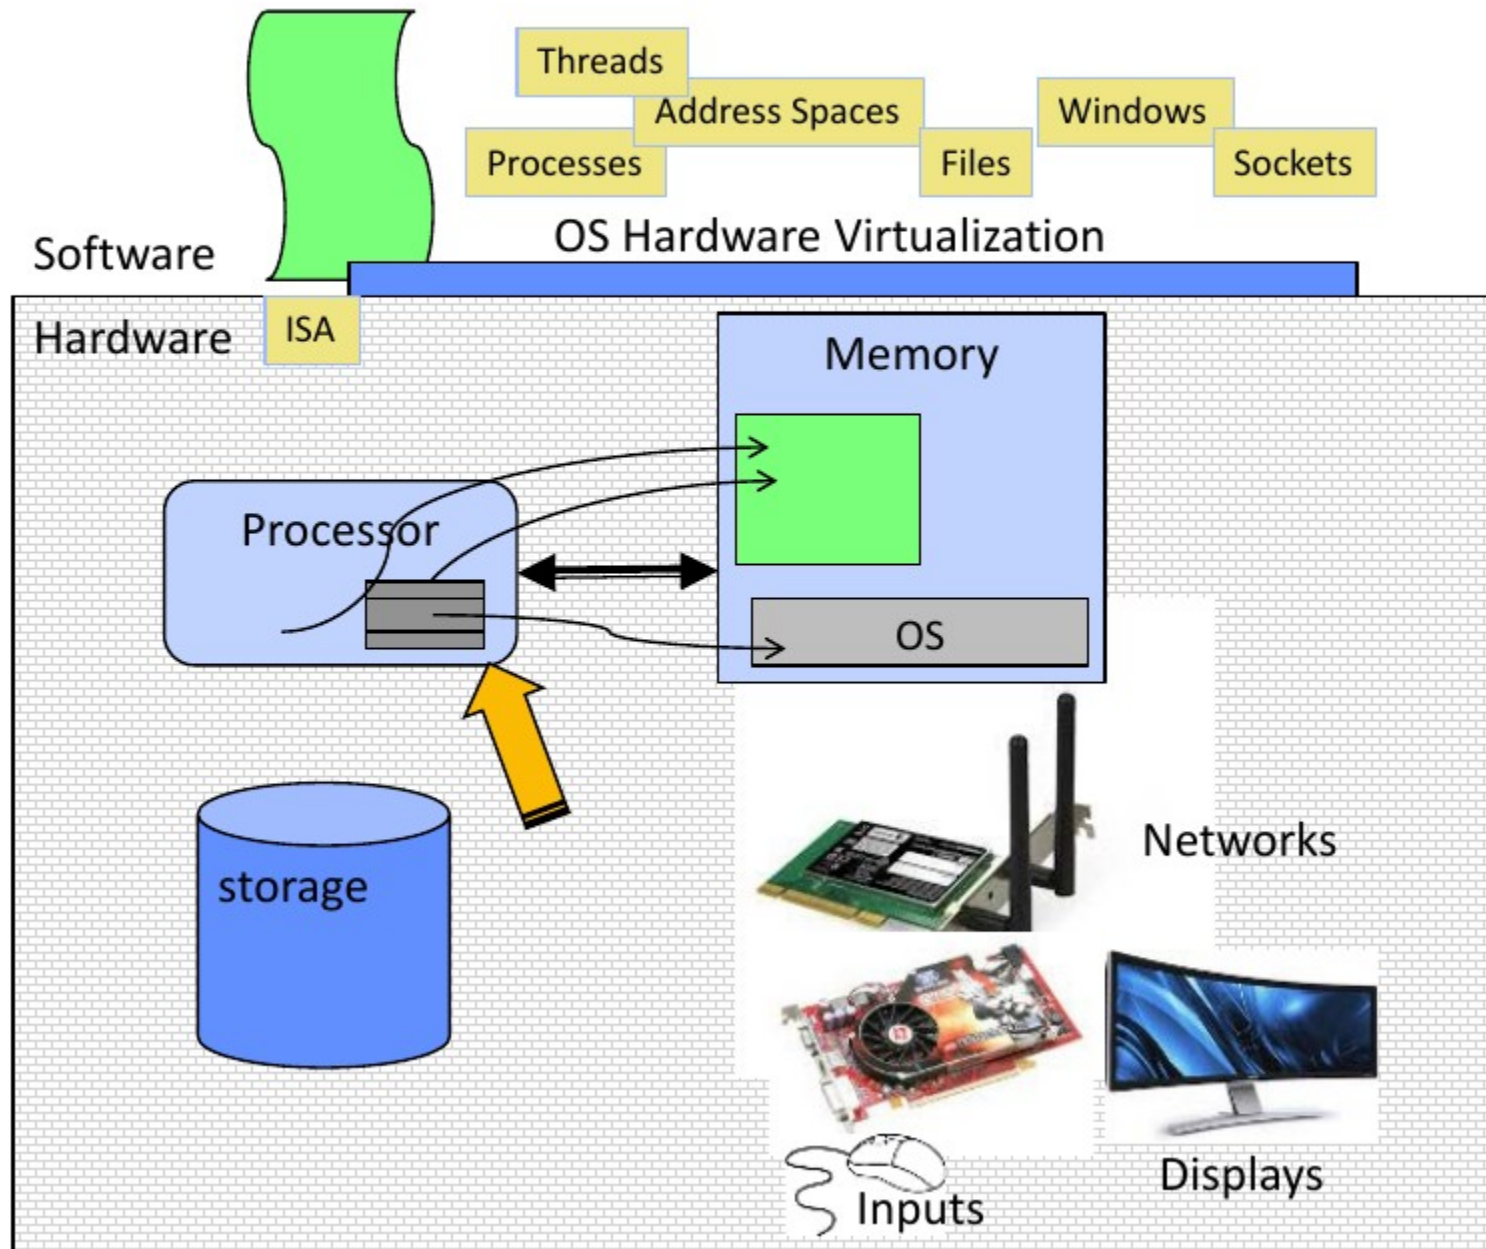 Threads
Address Spaces
Windows
Processes
Files
Sockets
OS Hardware Virtualization
Software
Hardware
ISA
Memory
Processor
OS
Networks
storage
Displays
Inputs